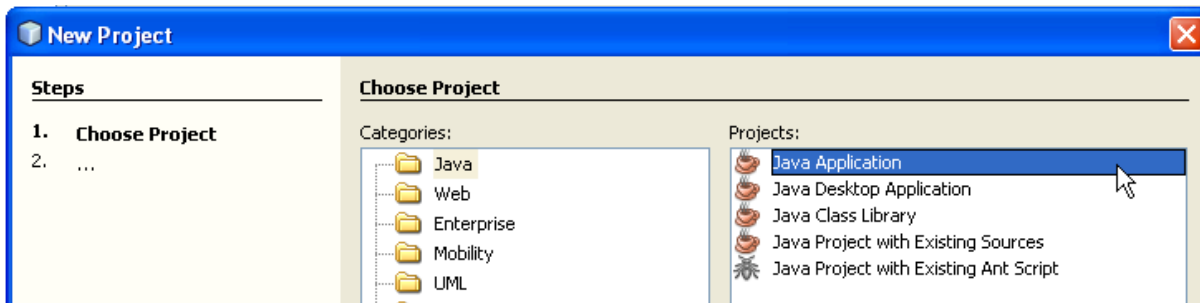 New Project
Steps
1. Choose Project
2. ...
Choose Project
Categories:
Java
Web
Enterprise
Mobility
UML
Projects:
Java Application
Java Desktop Application
Java Class Library
Java Project with Existing Sources
Java Project with Existing Ant Script